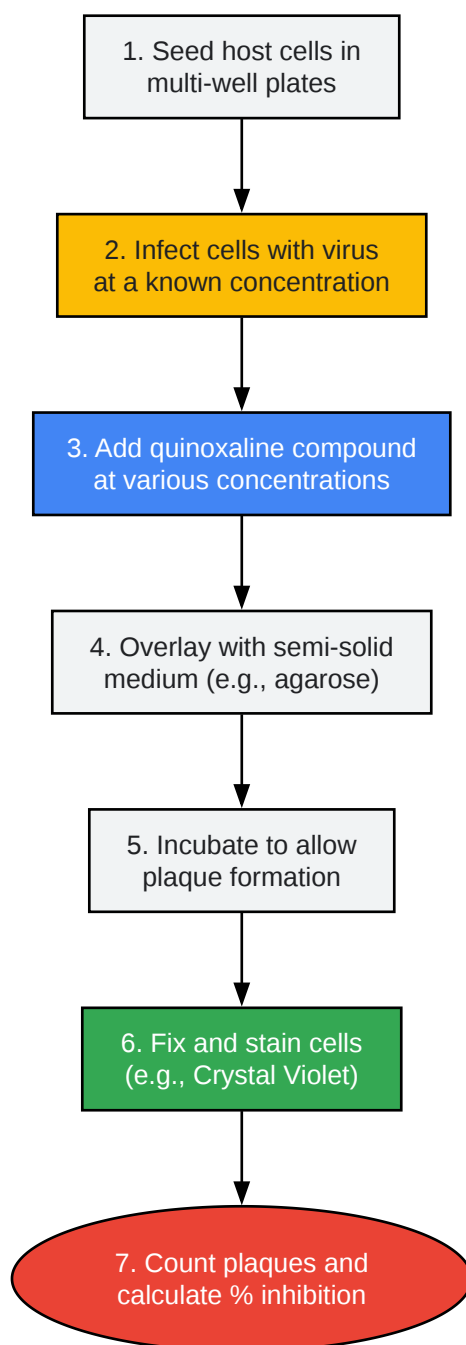 1. Seed host cells in
multi-well plates
2. Infect cells with virus
at a known concentration
3. Add quinoxaline compound
at various concentrations
4. Overlay with semi-solid
medium (e.g., agarose)
5. Incubate to allow
plaque formation
6. Fix and stain cells
(e.g., Crystal Violet)
7. Count plaques and
calculate % inhibition